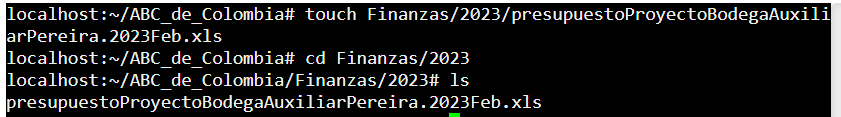 localhost:~/ABC_de_Colombia# touch Finanzas/2023/presupuestoProyectoBodegaAuxili
arPereira.2023Feb.xls
localhost:~/ABC_de_Colombia# cd Finanzas/2023
localhost:~/ABC_de_Colombia/Finanzas/2023# ls
presupuestoProyectoBodegaAuxiliarPereira.2023Feb.xls